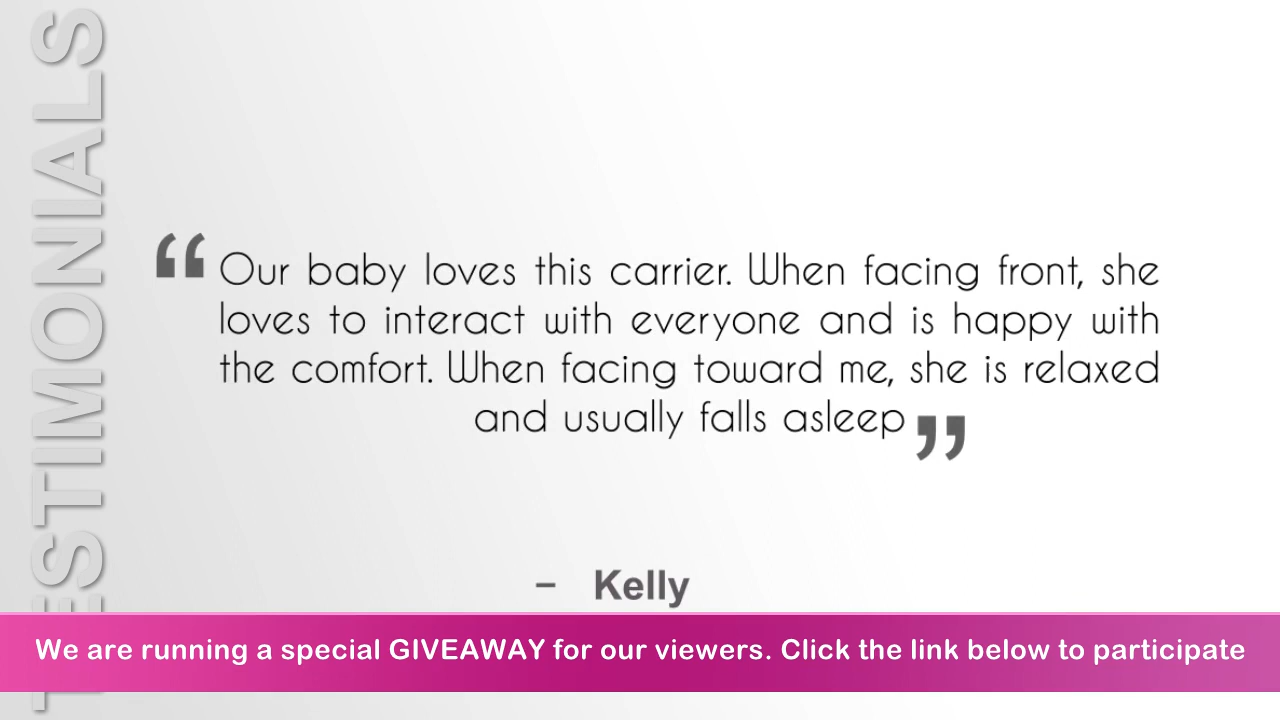 TESTIMONIALS
“Our baby loves this carrier. When facing front, she
loves to interact with everyone and is happy with
the comfort. When facing toward me, she is relaxed
and usually falls asleep”
– Kelly
We are running a special GIVEAWAY for our viewers. Click the link below to participate